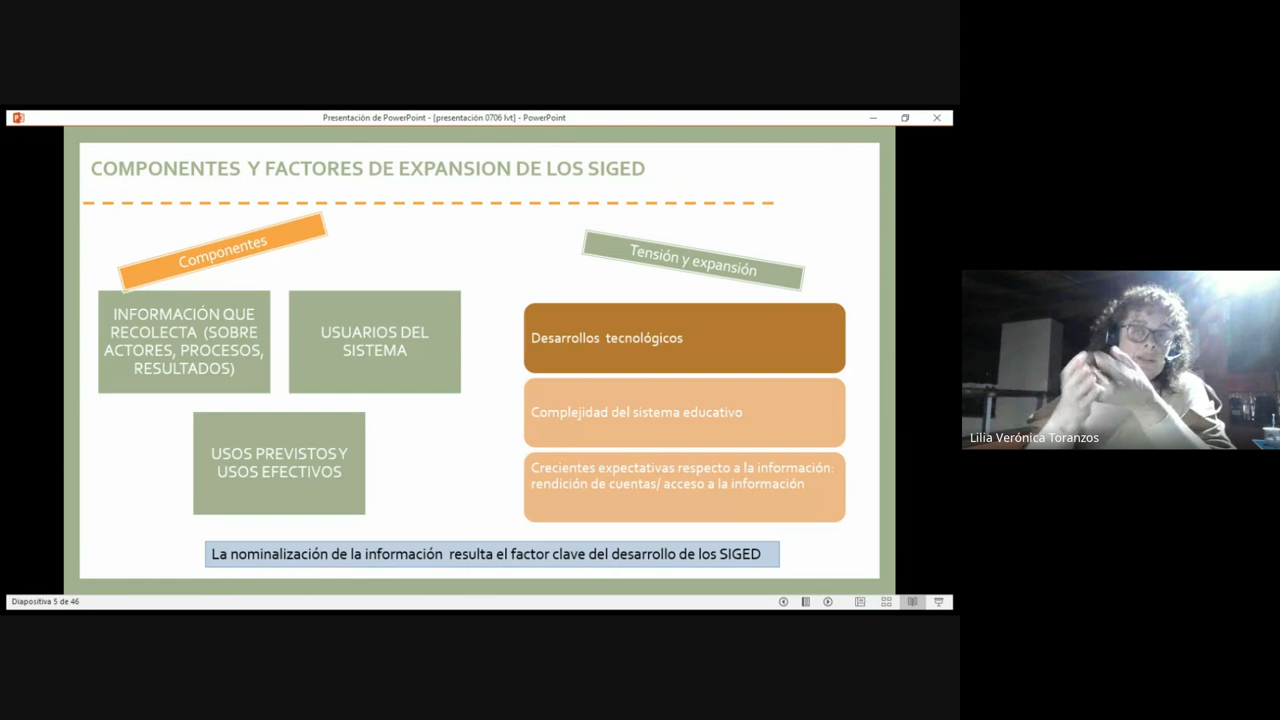 Presentación de PowerPoint - [presentación 0706 lvt] - PowerPoint
COMPONENTES Y FACTORES DE EXPANSION DE LOS SIGED
Componentes
INFORMACIÓN QUE
RECOLECTA (SOBRE
ACTORES, PROCESOS,
RESULTADOS)
USUARIOS DEL
SISTEMA
USOS PREVISTOS Y
USOS EFECTIVOS
Tensión y expansión
Desarrollos tecnológicos
Complejidad del sistema educativo
Crecientes expectativas respecto a la información:
rendición de cuentas/ acceso a la información
La nominalización de la información resulta el factor clave del desarrollo de los SIGED
Diapositiva 5 de 46
Lilia Verónica Toranzos